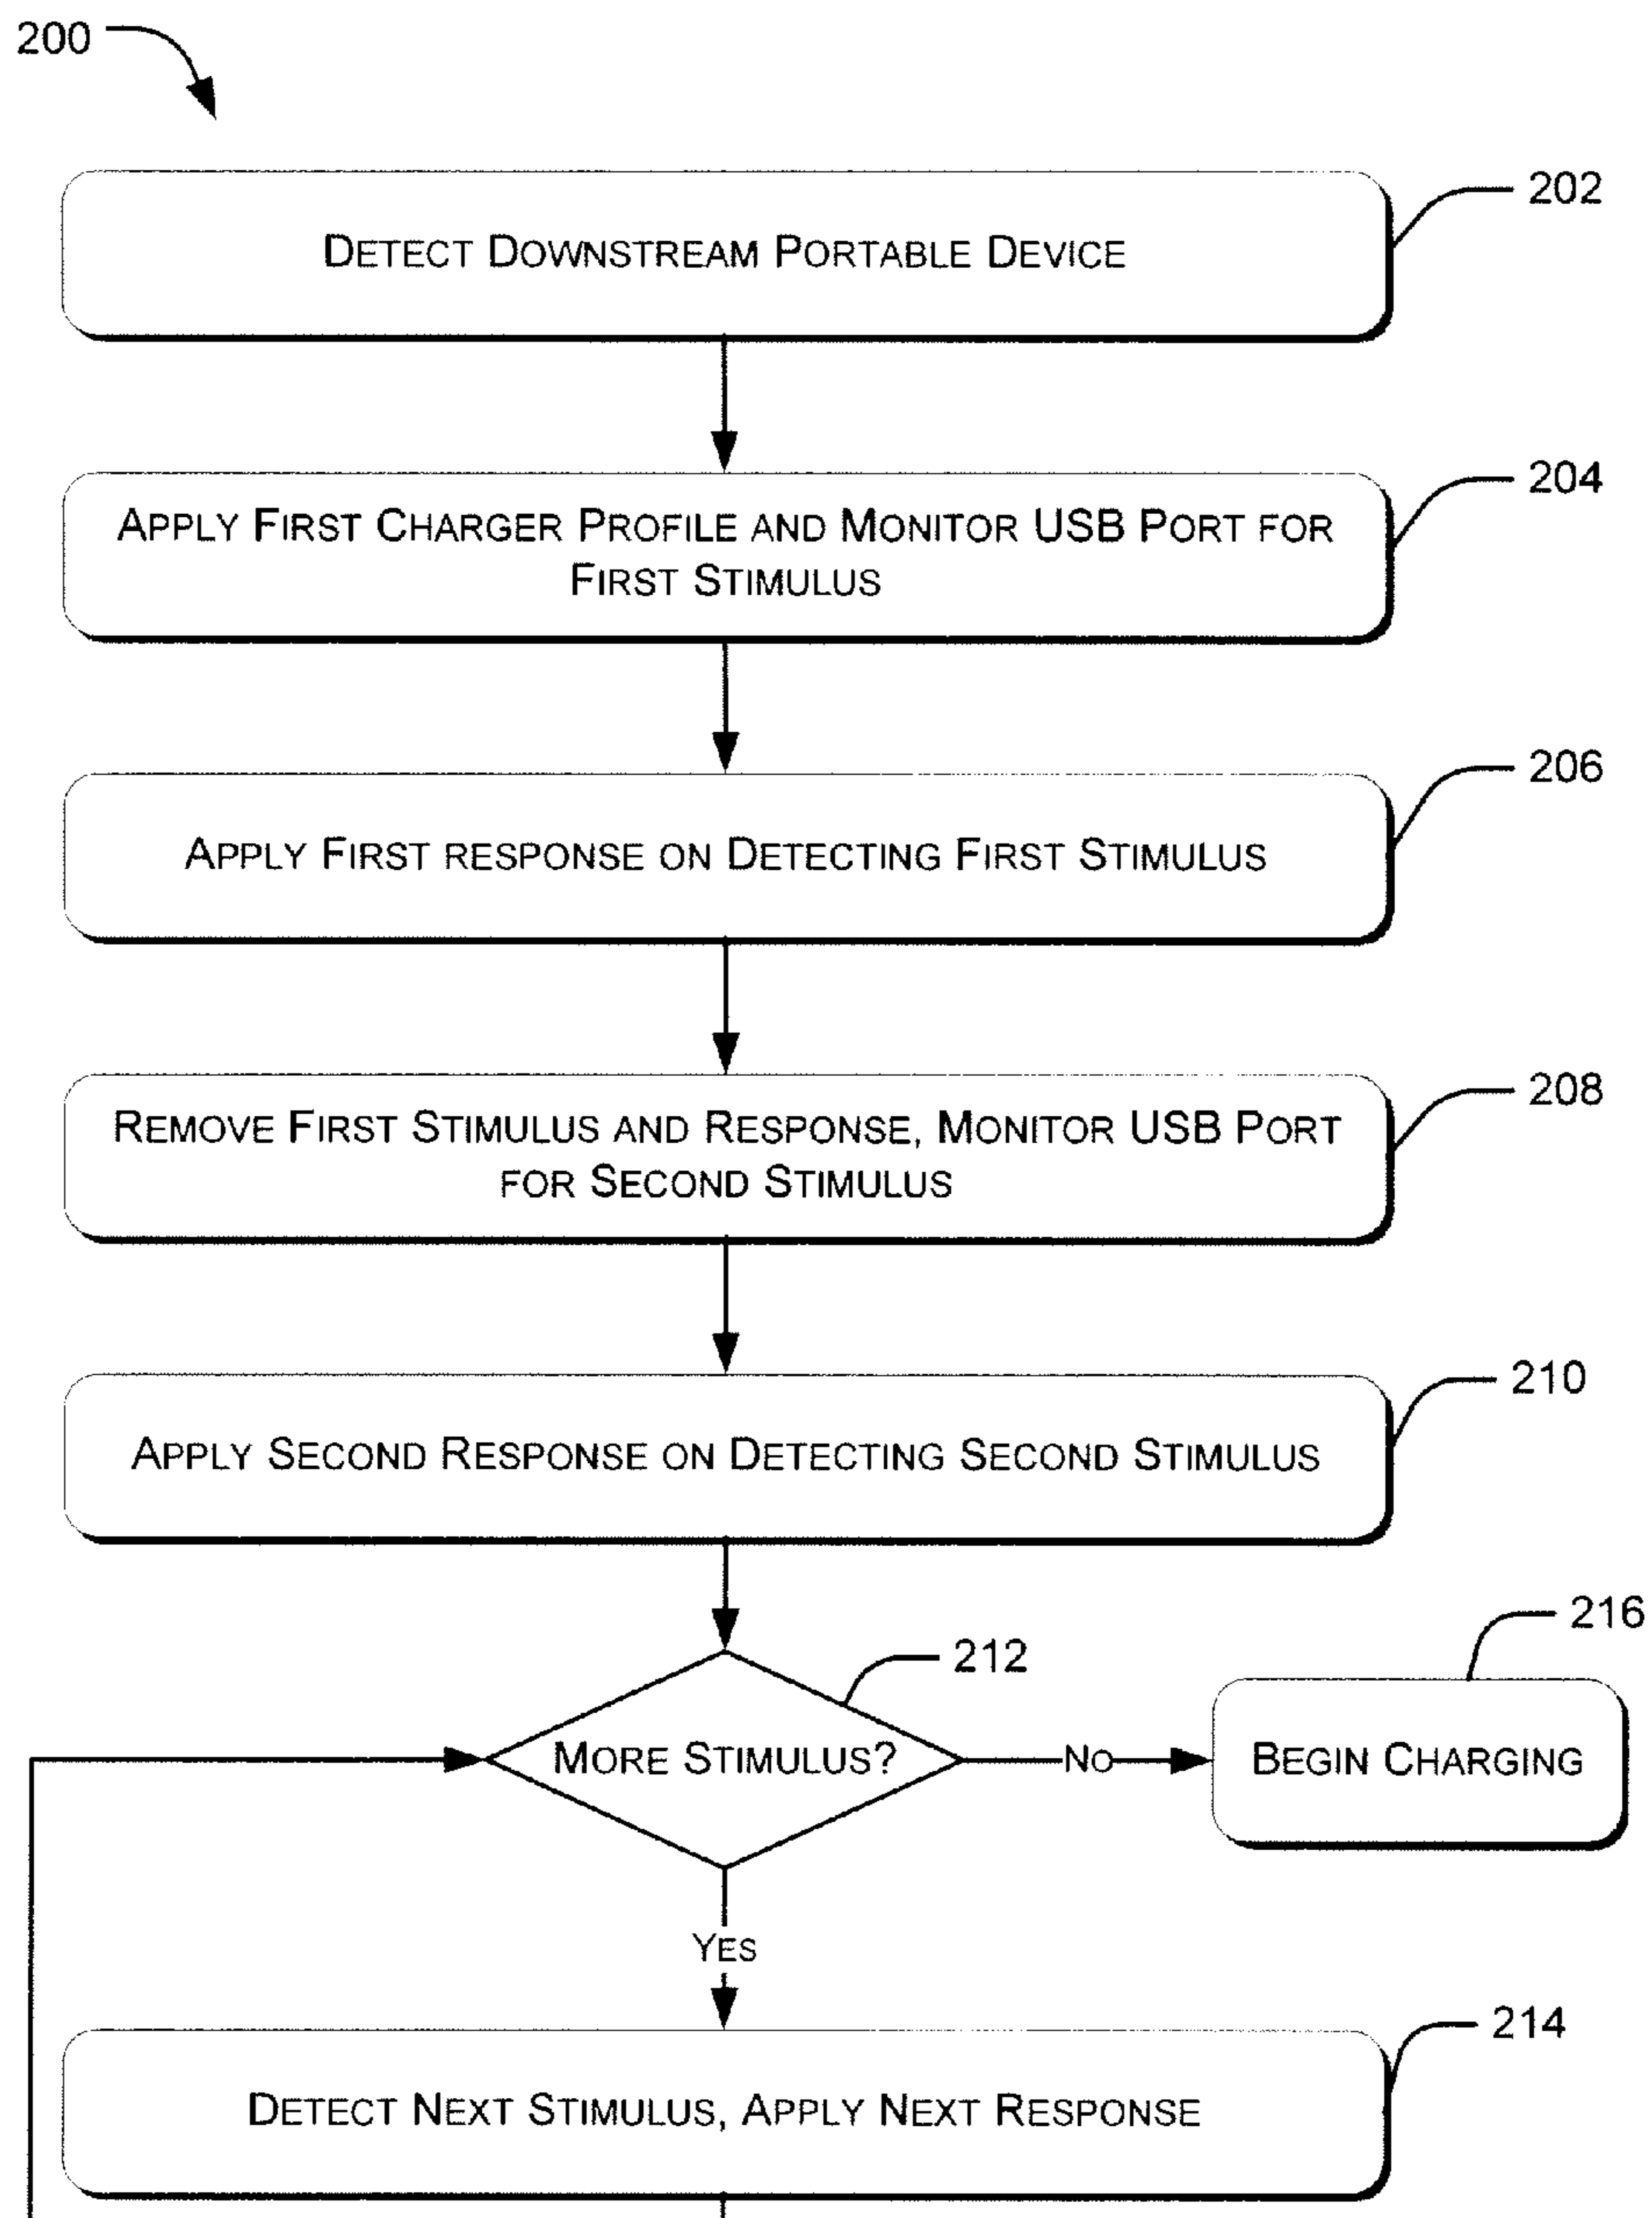 200
DETECT DOWNSTREAM PORTABLE DEVICE
202
APPLY FIRST CHARGER PROFILE AND MONITOR USB PORT FOR
FIRST STIMULUS
204
APPLY FIRST RESPONSE ON DETECTING FIRST STIMULUS
206
REMOVE FIRST STIMULUS AND RESPONSE, MONITOR USB PORT
FOR SECOND STIMULUS
208
APPLY SECOND RESPONSE ON DETECTING SECOND STIMULUS
210
MORE STIMULUS?
212
NO
BEGIN CHARGING
216
YES
DETECT NEXT STIMULUS, APPLY NEXT RESPONSE
214